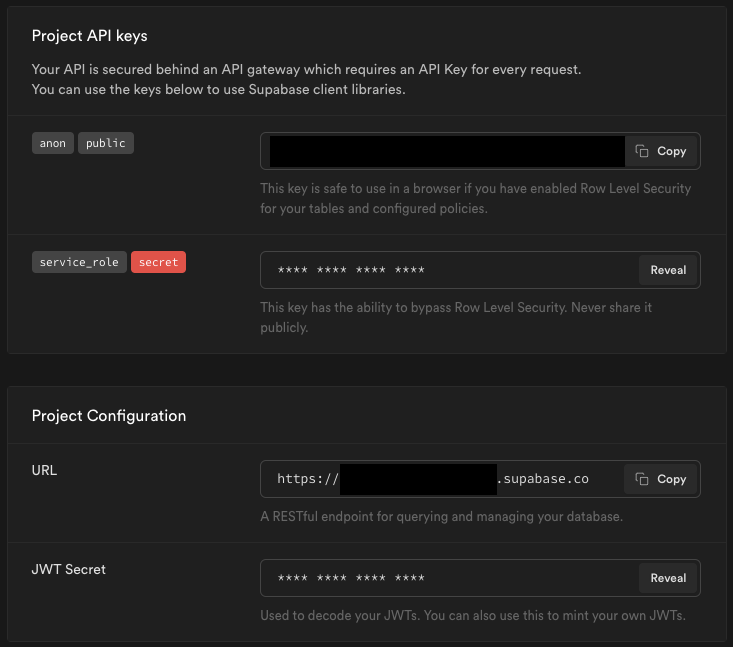 Project API keys
Your API is secured behind an API gateway which requires an API Key for every request.
You can use the keys below to use Supabase client libraries.
anon public
Copy
This key is safe to use in a browser if you have enabled Row Level Security
for your tables and configured policies.
service_role secret
**** **** **** ****
Reveal
This key has the ability to bypass Row Level Security. Never share it
publicly.
Project Configuration
URL
https:// .supabase.co
Copy
A RESTful endpoint for querying and managing your database.
JWT Secret
**** **** **** ****
Reveal
Used to decode your JWTs. You can also use this to mint your own JWTs.